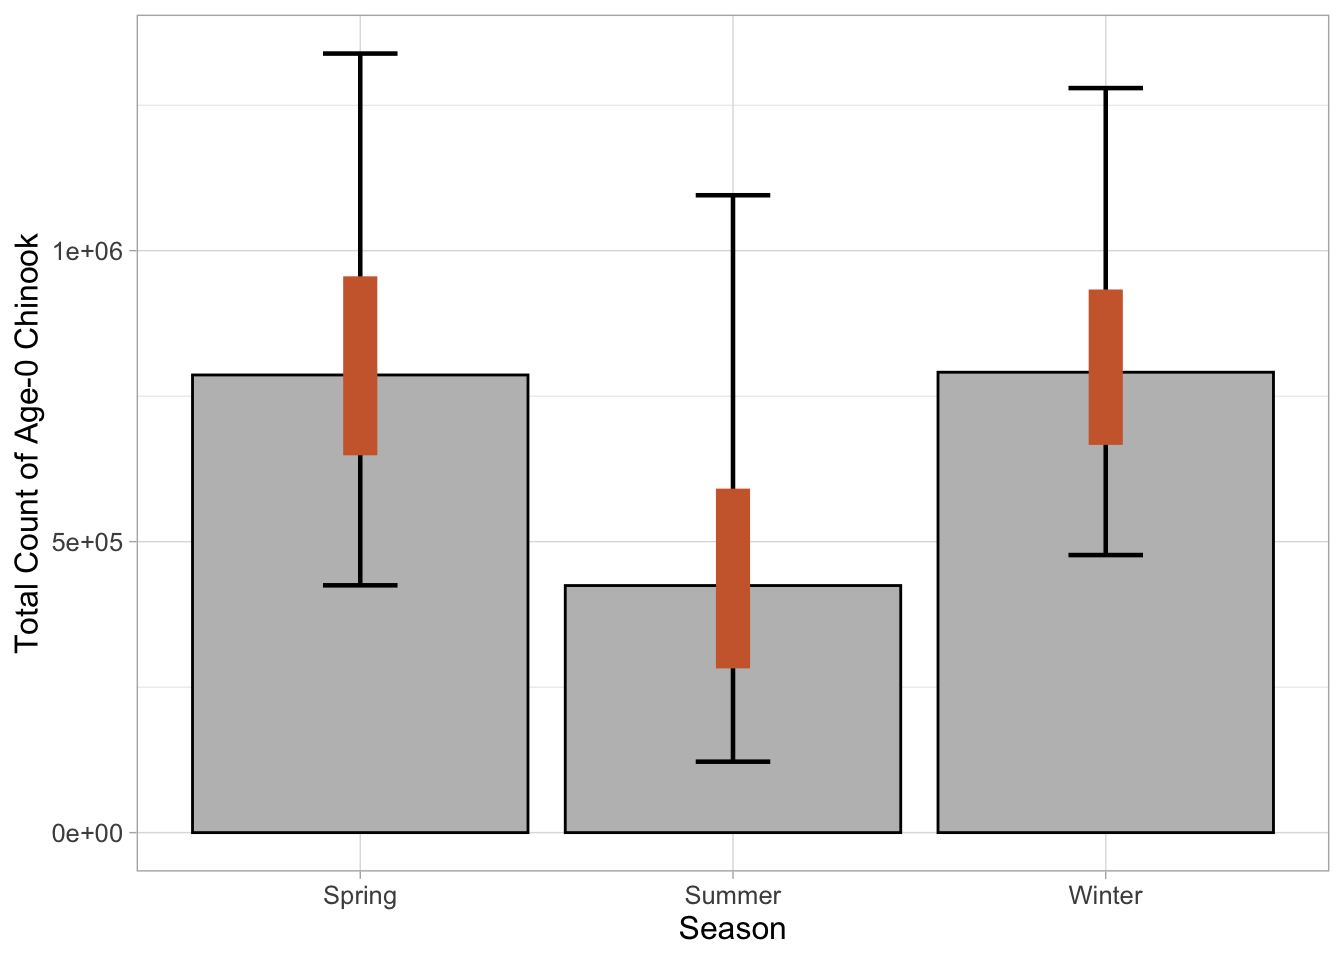 Total Count of Age-0 Chinook
1e+06
5e+05
0e+00
Spring Summer Winter
Season